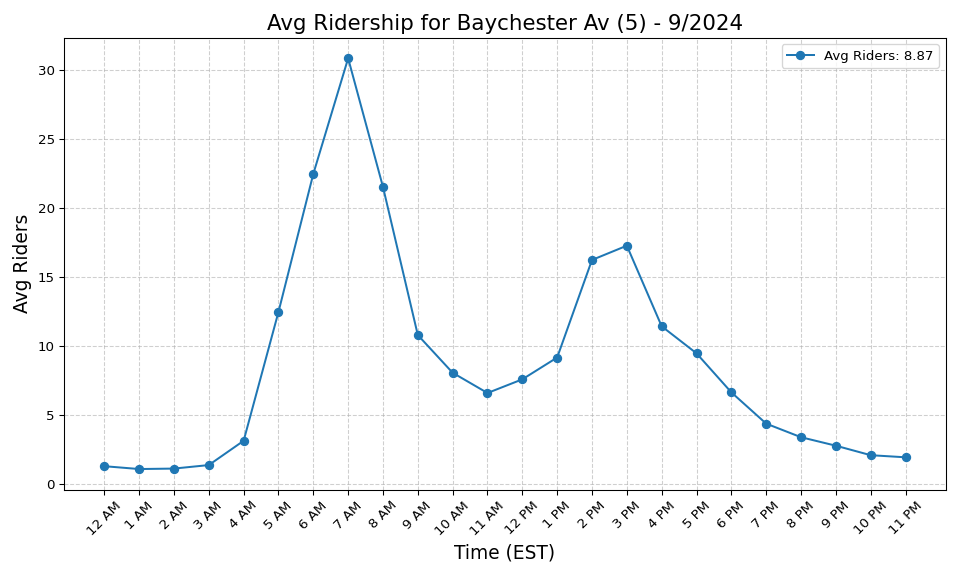 Avg Ridership for Baychester Av (5) - 9/2024
Avg Riders: 8.87
Avg Riders
30
25
20
15
10
5
0
12 AM
1 AM
2 AM
3 AM
4 AM
5 AM
6 AM
7 AM
8 AM
9 AM
10 AM
11 AM
12 PM
1 PM
2 PM
3 PM
4 PM
5 PM
6 PM
7 PM
8 PM
9 PM
10 PM
11 PM
Time (EST)